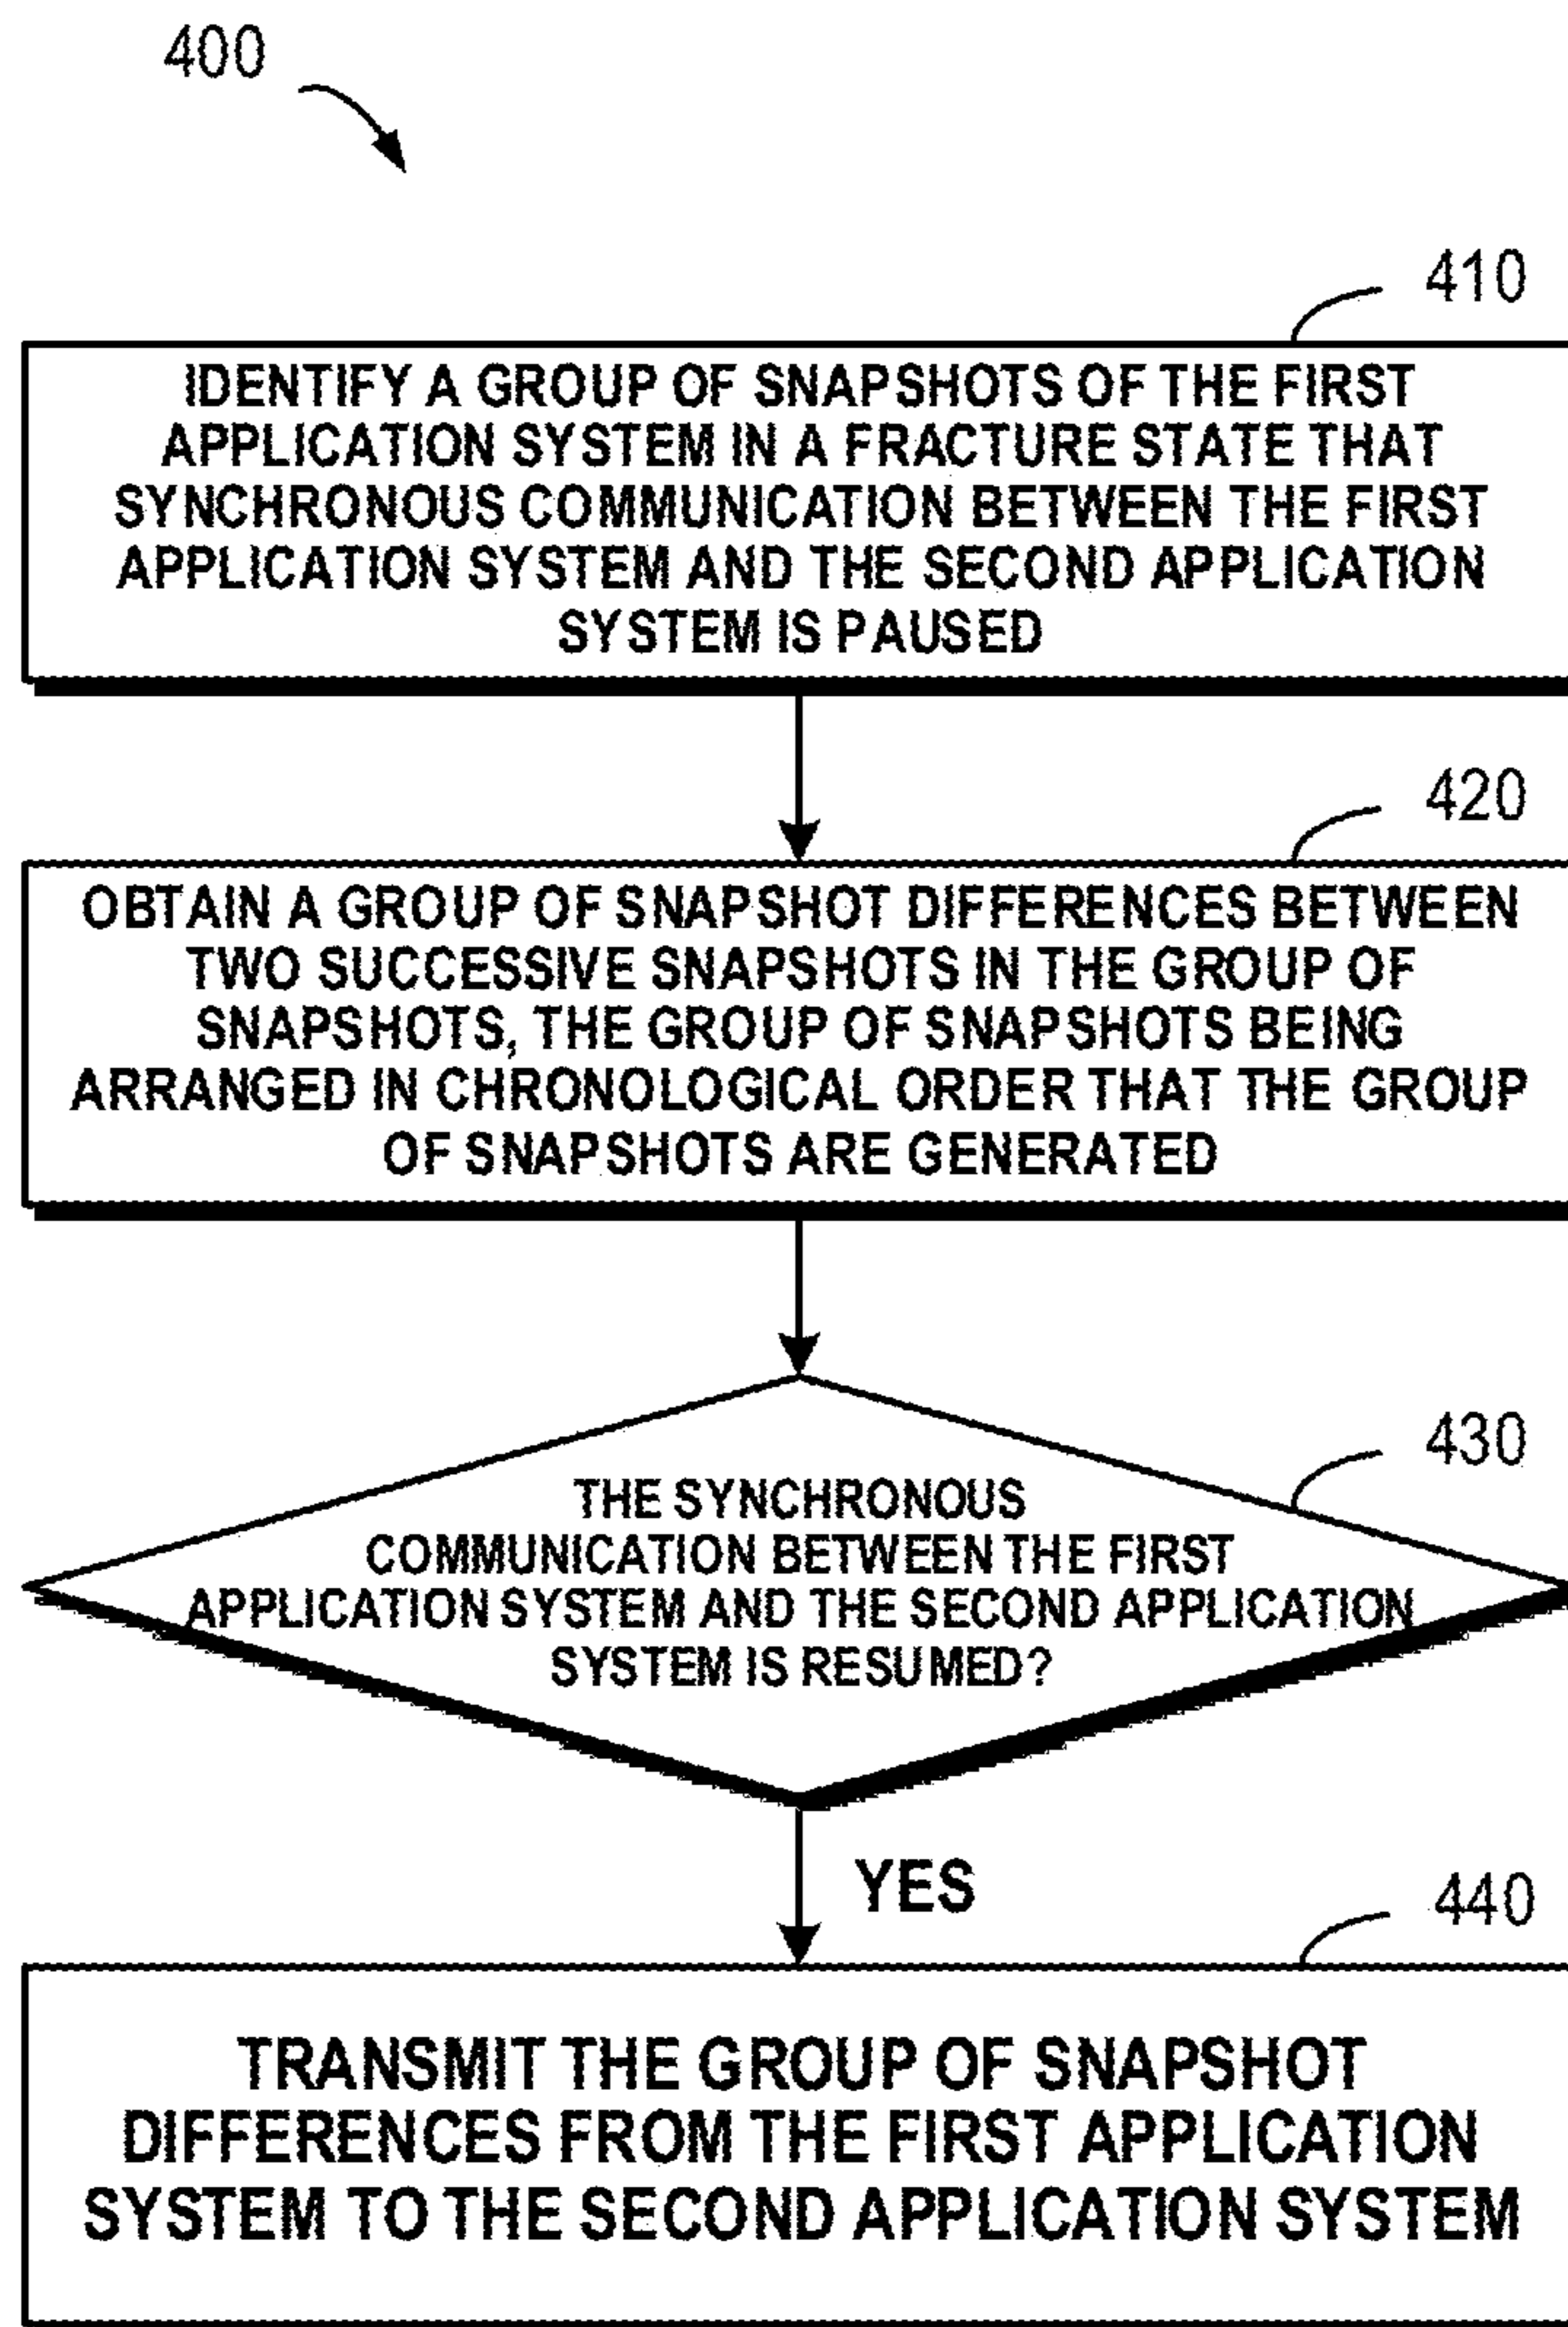 400
410
IDENTIFY A GROUP OF SNAPSHOTS OF THE FIRST
APPLICATION SYSTEM IN A FRACTURE STATE THAT
SYNCHRONOUS COMMUNICATION BETWEEN THE FIRST
APPLICATION SYSTEM AND THE SECOND APPLICATION
SYSTEM IS PAUSED
420
OBTAIN A GROUP OF SNAPSHOT DIFFERENCES BETWEEN
TWO SUCCESSIVE SNAPSHOTS IN THE GROUP OF
SNAPSHOTS, THE GROUP OF SNAPSHOTS BEING
ARRANGED IN CHRONOLOGICAL ORDER THAT THE GROUP
OF SNAPSHOTS ARE GENERATED
430
THE SYNCHRONOUS
COMMUNICATION BETWEEN THE FIRST
APPLICATION SYSTEM AND THE SECOND APPLICATION
SYSTEM IS RESUMED?
YES
440
TRANSMIT THE GROUP OF SNAPSHOT
DIFFERENCES FROM THE FIRST APPLICATION
SYSTEM TO THE SECOND APPLICATION SYSTEM